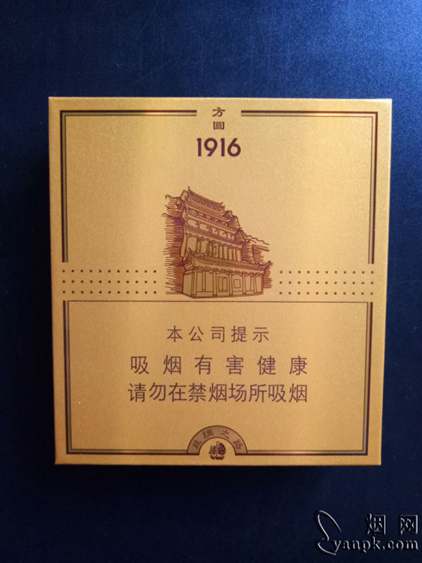 方
圓
1916
本公司提示
吸烟有害健康
请勿在禁烟场所吸烟
烟网
yanpk.com